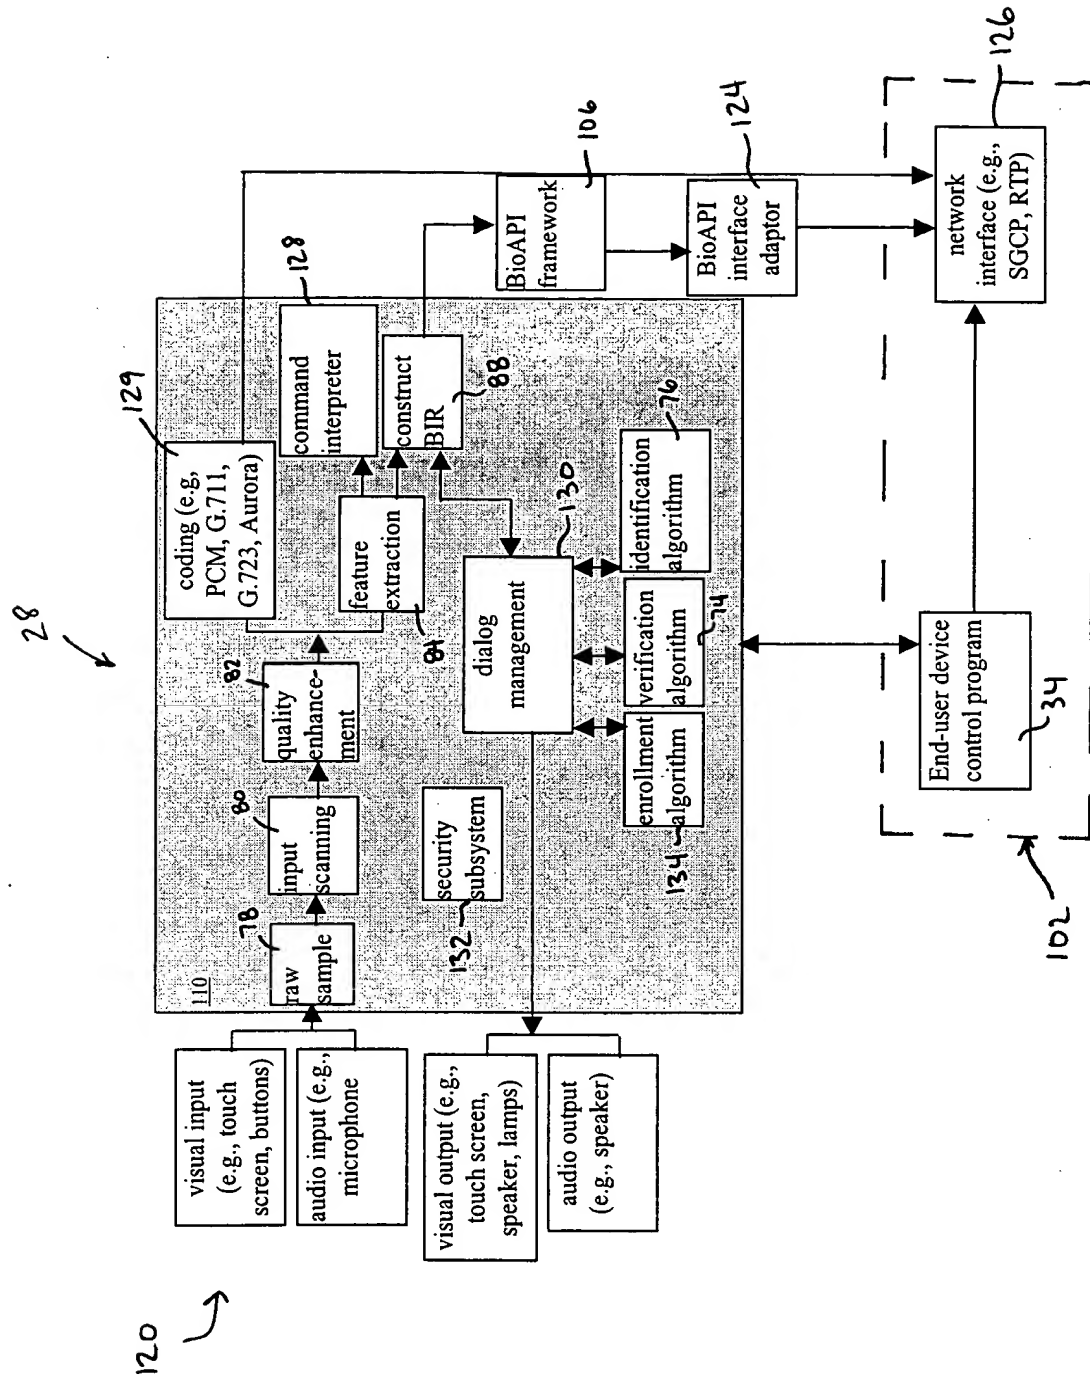 28
120
visual input
(e.g., touch
screen, buttons)
audio input (e.g.,
microphone
visual output (e.g.,
touch screen,
speaker, lamps)
audio output
(e.g., speaker)
110
raw
sample
78
input
scanning
80
quality
enhance-
ment
82
coding (e.g,
PCM, G.711,
G.723, Aurora)
129
feature
extraction
84
command
interpreter
128
construct
BIR
88
security
subsystem
132
dialog
management
130
enrollment
algorithm
134
verification
algorithm
74
identification
algorithm
76
BioAPI
framework
106
BioAPI
interface
adaptor
124
network
interface (e.g.,
SGCP, RTP)
126
End-user device
control program
34
102